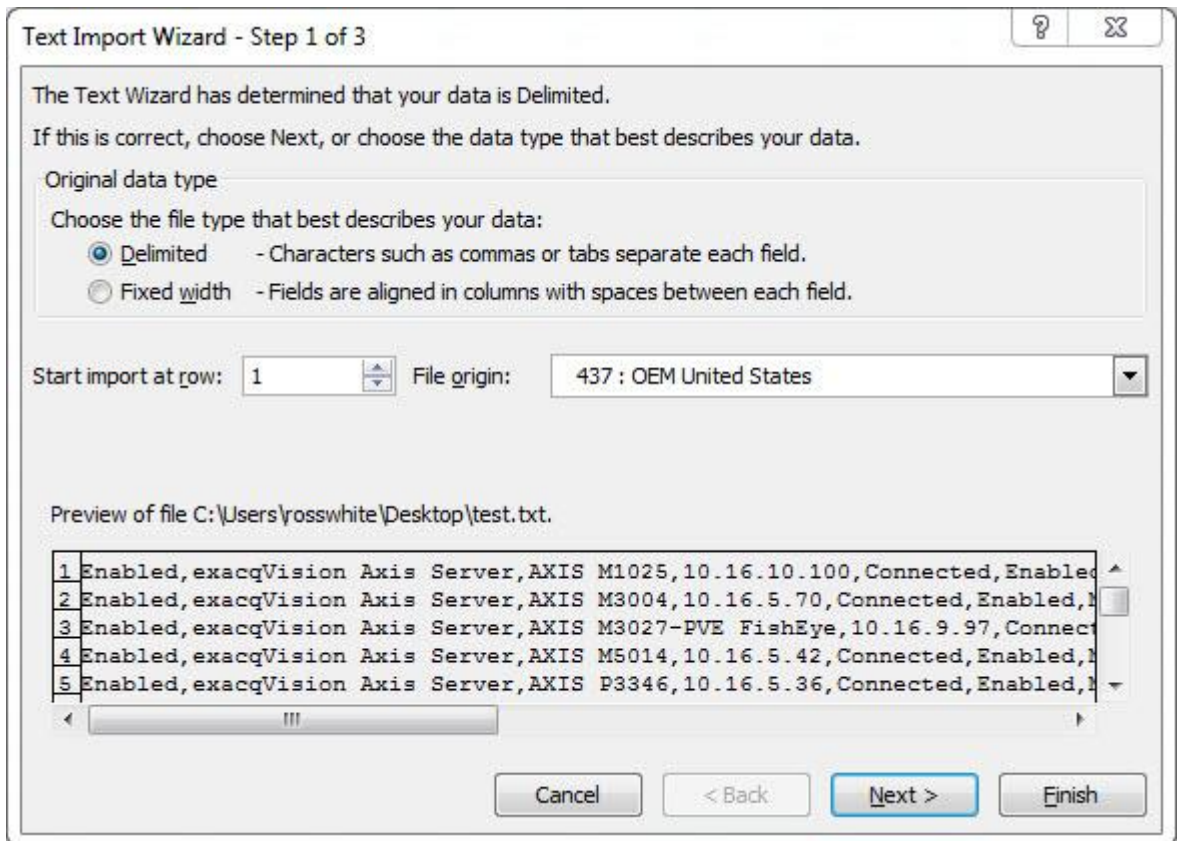 Text Import Wizard - Step 1 of 3
The Text Wizard has determined that your data is Delimited.
If this is correct, choose Next, or choose the data type that best describes your data.
Original data type
Choose the file type that best describes your data:
Delimited - Characters such as commas or tabs separate each field.
Fixed width - Fields are aligned in columns with spaces between each field.
Start import at row: 1 File origin: 437 : OEM United States
Preview of file C:\Users\rosswhite\Desktop\test.txt.
1 Enabled,exacqVision Axis Server,AXIS M1025,10.16.10.100,Connected,Enabled
2 Enabled,exacqVision Axis Server,AXIS M3004,10.16.5.70,Connected,Enabled,
3 Enabled,exacqVision Axis Server,AXIS M3027-PVE FishEye,10.16.9.97,Connect
4 Enabled,exacqVision Axis Server,AXIS M5014,10.16.5.42,Connected,Enabled,
5 Enabled,exacqVision Axis Server,AXIS P3346,10.16.5.36,Connected,Enabled,
Cancel < Back Next > Finish